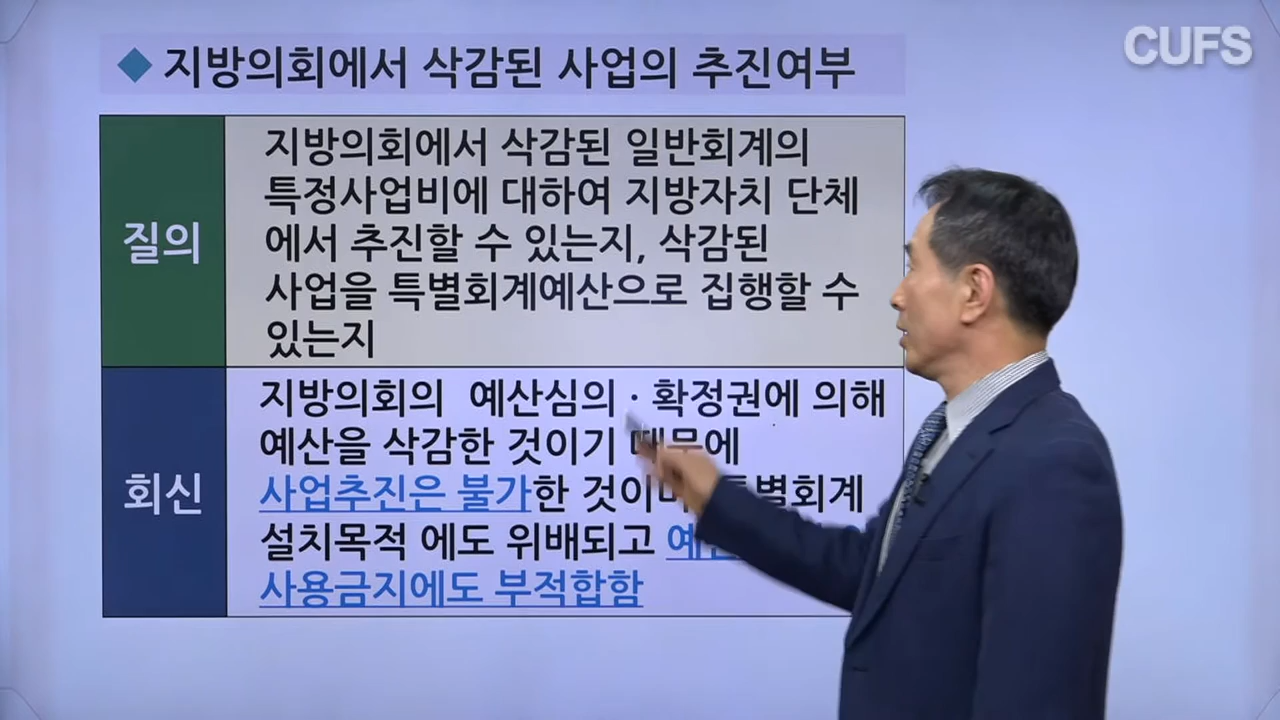 CUFS
◆ 지방의회에서 삭감된 사업의 추진여부
질의
지방의회에서 삭감된 일반회계의
특정사업비에 대하여 지방자치 단체
에서 추진할 수 있는지, 삭감된
사업을 특별회계예산으로 집행할 수
있는지
회신
지방의회의 예산심의·확정권에 의해
예산을 삭감한 것이기 때문에
사업추진은 불가한 것이며
설치목적 에도 위배되고
사용금지에도 부적합함